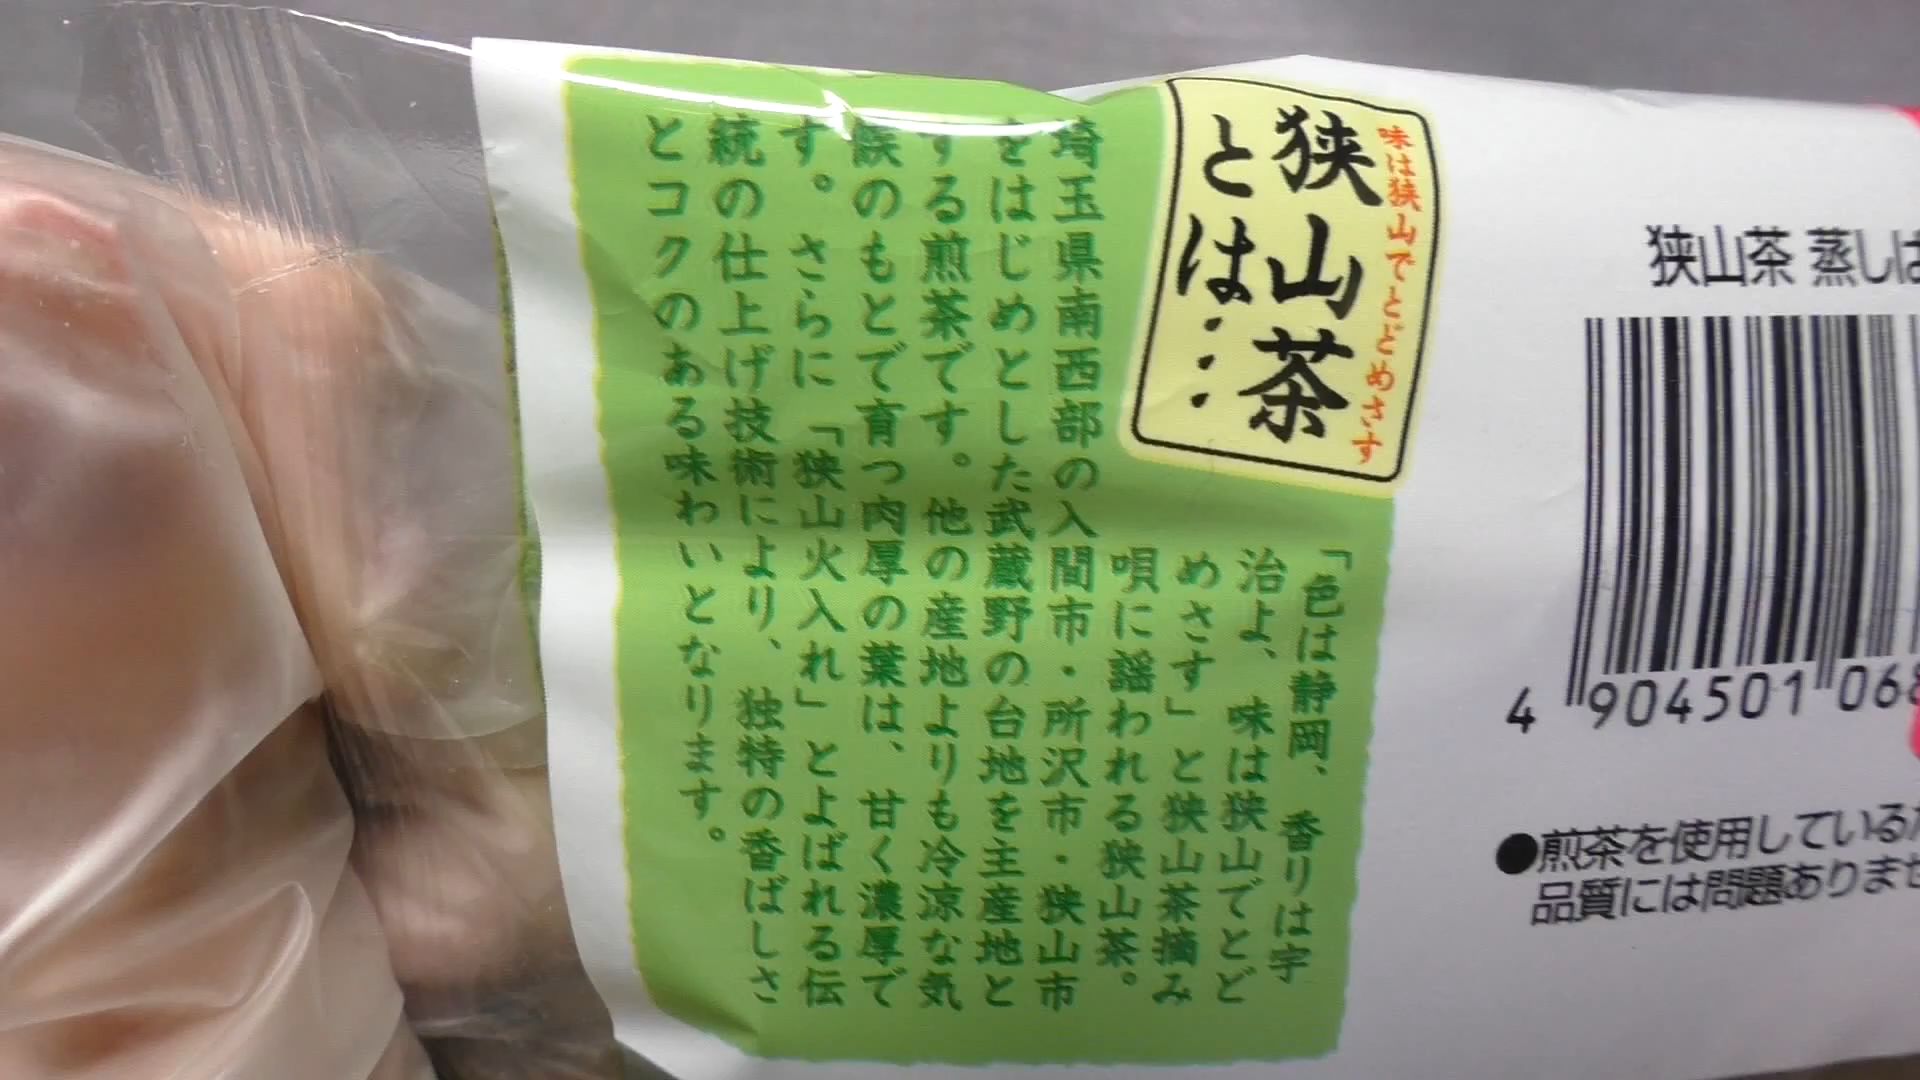 味は狭山でとどめさす
狭山茶
とは…
「色は静岡、香りは宇
治よ、味は狭山でとど
めさす」と狭山茶摘み
唄に謡われる狭山茶。
埼玉県南西部の入間市・所沢市・狭山市
をはじめとした武蔵野の台地を主産地と
する煎茶です。他の産地よりも冷涼な気
候のもとで育つ肉厚の葉は、甘く濃厚で
す。さらに「狭山火入れ」とよばれる伝
統の仕上げ技術により、独特の香ばしさ
とコクのある味わいとなります。
狭山茶 蒸しは
4 904501 068
●煎茶を使用している
品質には問題ありませ